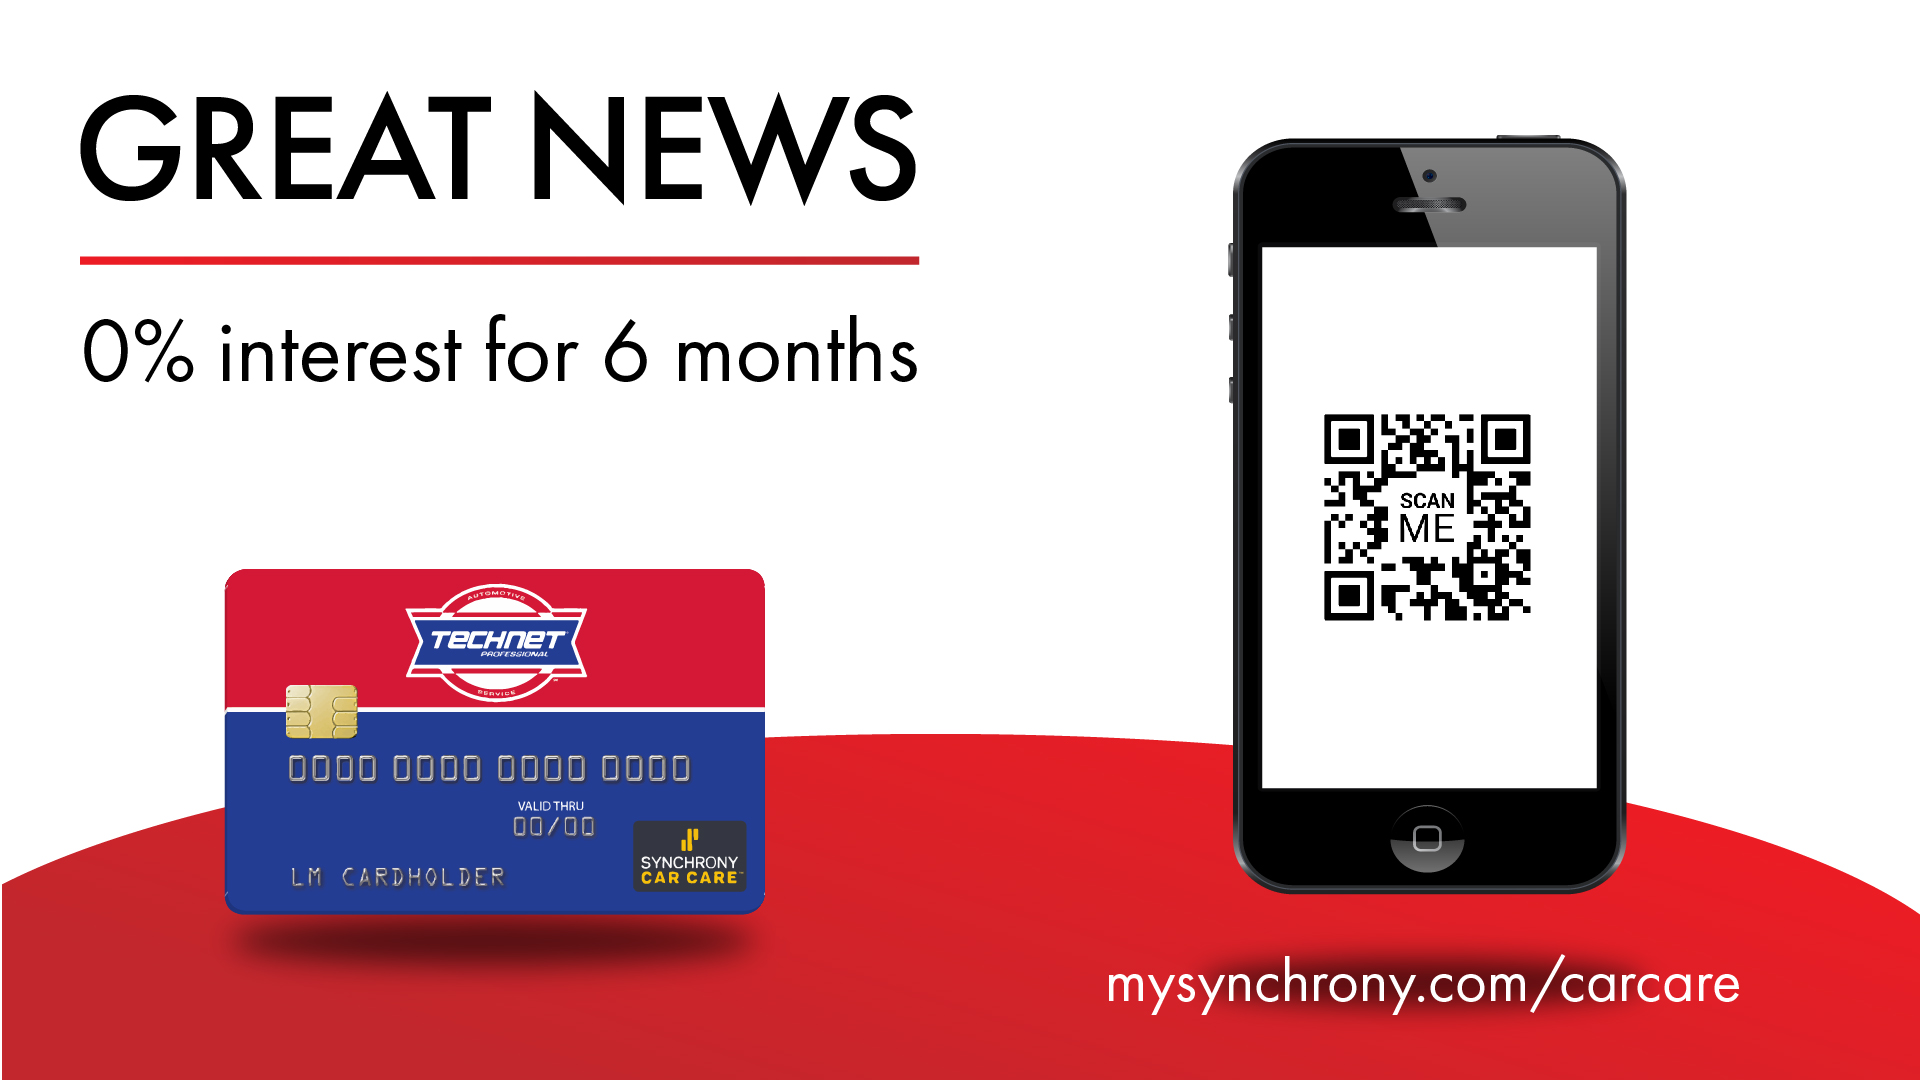 GREAT NEWS
0% interest for 6 months
SCAN
ME
AUTOMOTIVE
TECHNET
PROFESSIONAL
SERVICE
0000 0000 0000 0000
VALID THRU
00/00
LM CARDHOLDER
SYNCHRONY
CAR CARE™
mysynchrony.com/carcare